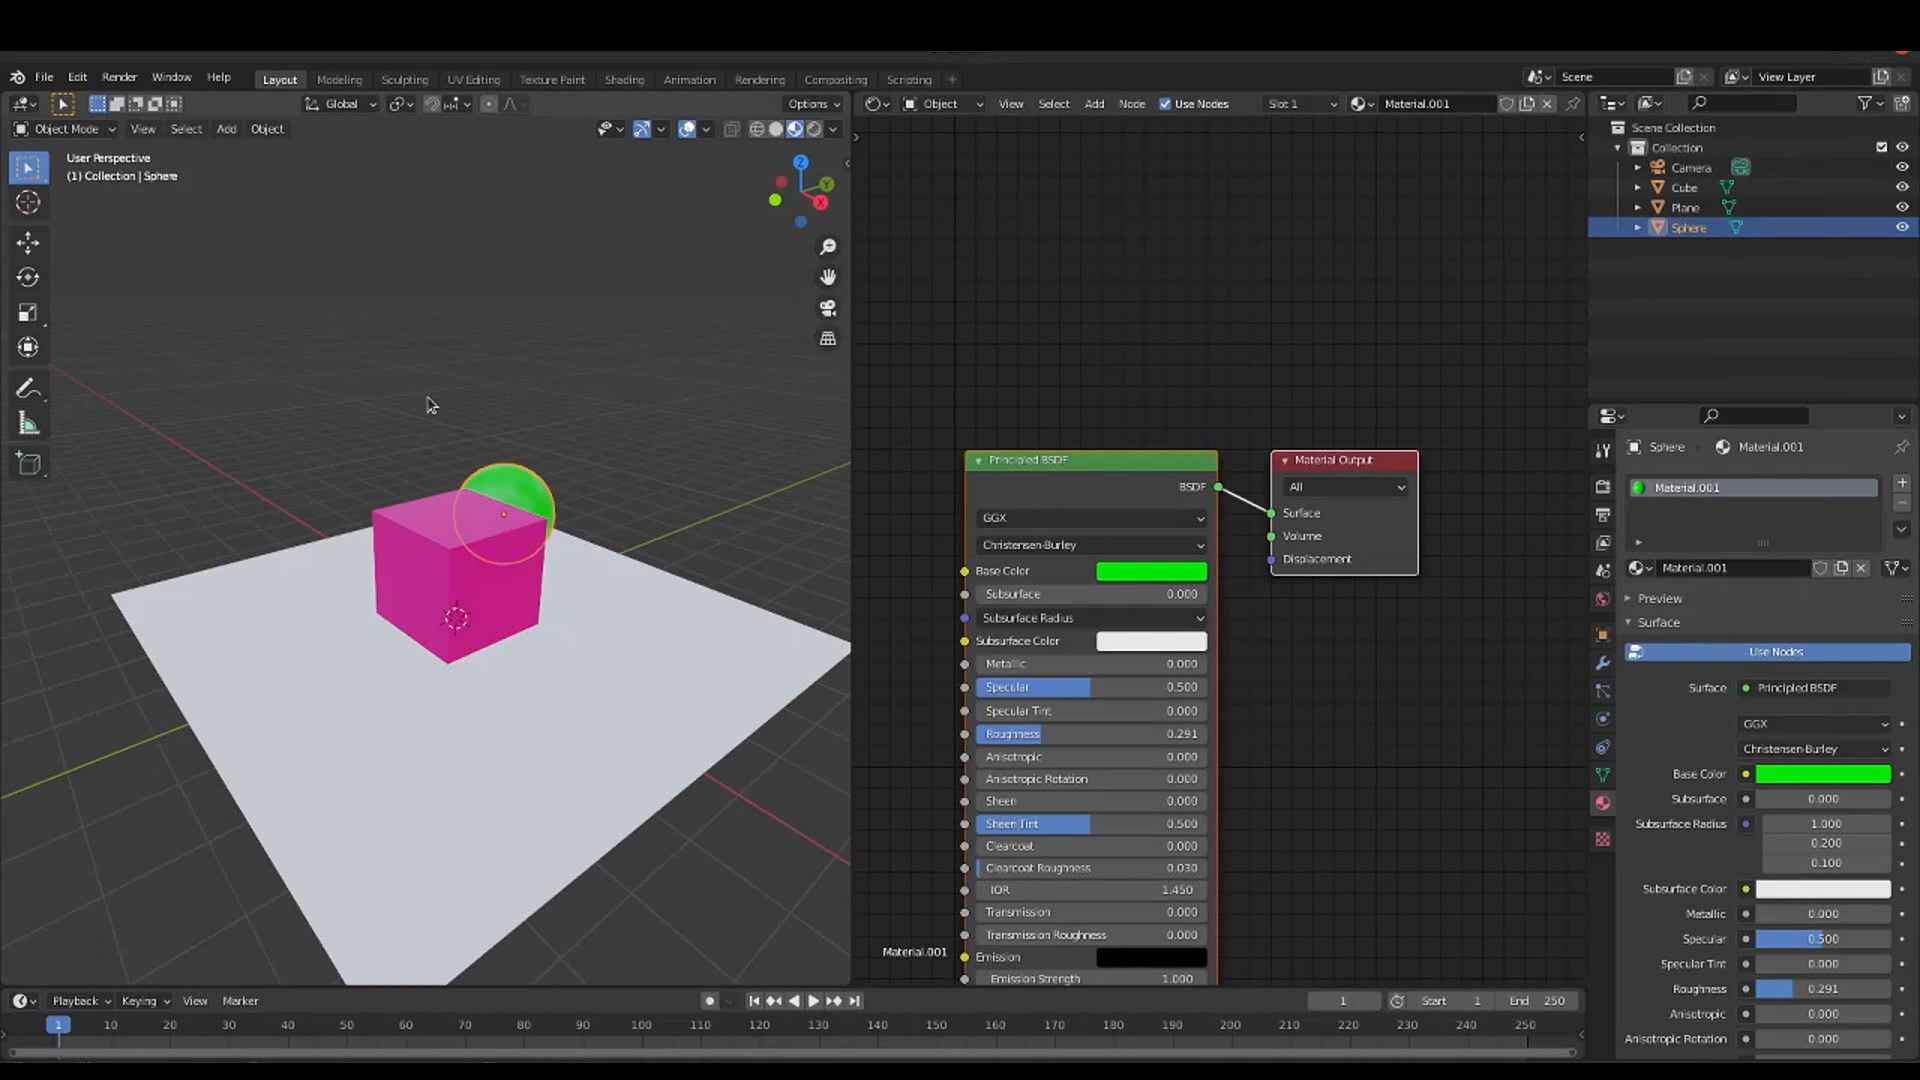 File Edit Render Window Help Layout Modeling Sculpting UV Editing Texture Paint Shading Animation Rendering Compositing Scripting Scene View Layer
Global Options Object View Select Add Node Use Nodes Slot 1 Material.001
Object Mode View Select Add Object
User Perspective
(1) Collection | Sphere
Z
Y
X
Principled BSDF
BSDF
GGX
Christensen-Burley
Base Color
Subsurface 0.000
Subsurface Radius
Subsurface Color
Metallic 0.000
Specular 0.500
Specular Tint 0.000
Roughness 0.291
Anisotropic 0.000
Anisotropic Rotation 0.000
Sheen 0.000
Sheen Tint 0.500
Clearcoat 0.000
Clearcoat Roughness 0.030
IOR 1.450
Transmission 0.000
Transmission Roughness 0.000
Emission
Emission Strength 1.000
Material.001
Material Output
All
Surface
Volume
Displacement
Scene Collection
Collection
Camera
Cube
Plane
Sphere
Sphere Material.001
Material.001
Material.001
Preview
Surface
Use Nodes
Surface Principled BSDF
GGX
Christensen-Burley
Base Color
Subsurface 0.000
Subsurface Radius 1.000
0.200
0.100
Subsurface Color
Metallic 0.000
Specular 0.500
Specular Tint 0.000
Roughness 0.291
Anisotropic 0.000
Anisotropic Rotation 0.000
Playback Keying View Marker 1 Start 1 End 250
1 10 20 30 40 50 60 70 80 90 100 110 120 130 140 150 160 170 180 190 200 210 220 230 240 250